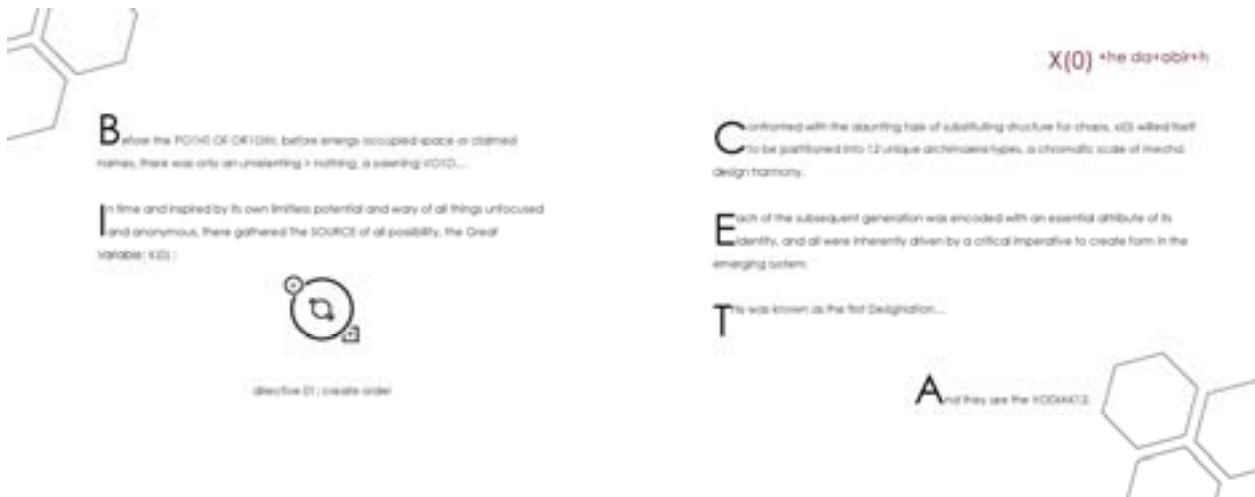 Before the POINT OF ORIGIN, before energy occupied space or claimed
names, there was only an unrelenting > nothing, a yawning VOID...
In time and inspired by its own limitless potential and wary of all things unfocused
and anonymous, there gathered The SOURCE of all possibility, the Great
Variable: X(0) :
directive 01: create order
X(0) +he da+abir+h
Confronted with the daunting task of substituting structure for chaos, x(0) willed itself
to be partitioned into 12 unique types, a chromatic scale of mecha
design harmony.
Each of the subsequent generation was encoded with an essential attribute of its
identity, and all were inherently driven by a critical imperative to create form in the
emerging system.
This was known as the first Designation...
And they are the